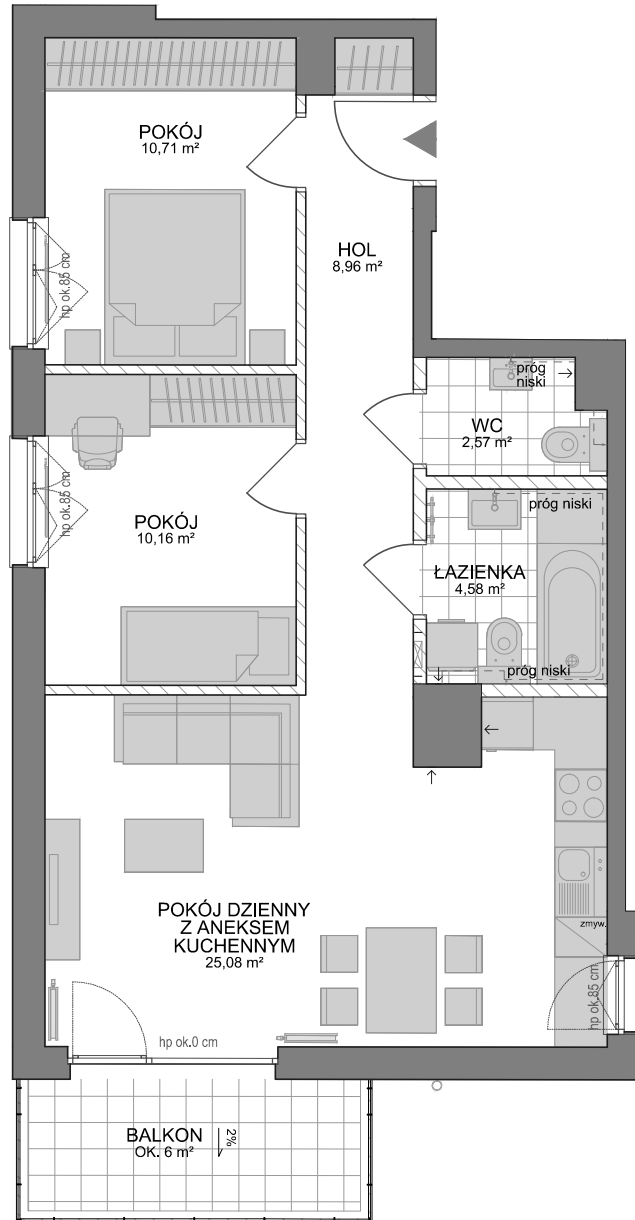 POKÓJ
10,71 m²
HOL
8,96 m²
hp ok.85 cm
próg
niski
WC
2,57 m²
hp ok.85 cm
POKÓJ
10,16 m²
próg niski
ŁAZIENKA
4,58 m²
próg niski
POKÓJ DZIENNY
Z ANEKSEM
KUCHENNYM
25,08 m²
zmyw.
hp ok.85 cm
hp ok.0 cm
BALKON
OK. 6 m²
2%